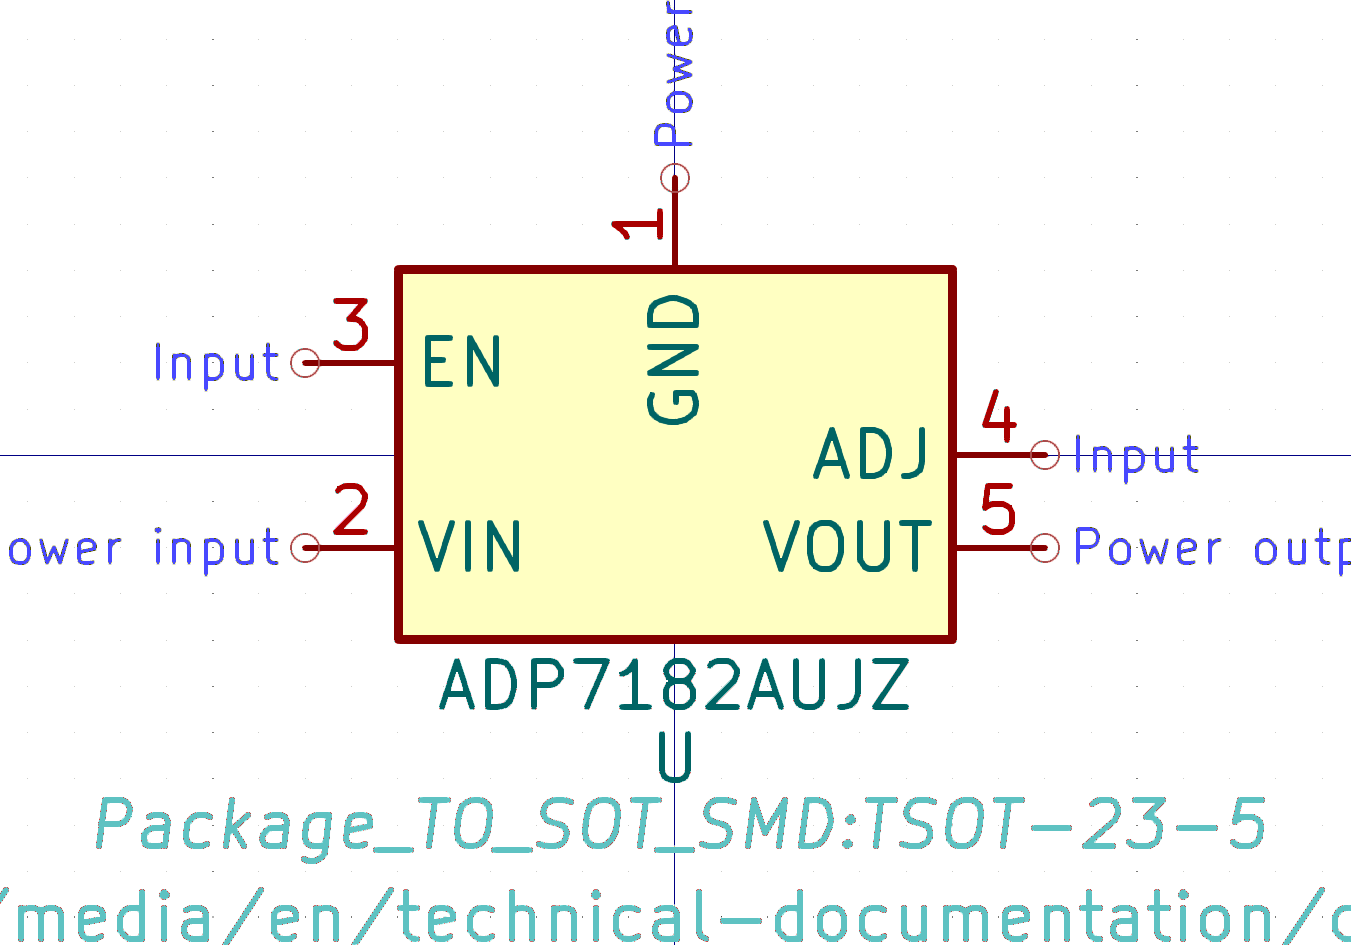 Power
1
GND
3
Input
EN
4
ADJ
Input
2
ower input
VIN
5
VOUT
Power outp
ADP7182AUJZ
U
Package_TO_SOT_SMD:TSOT-23-5
/media/en/technical-documentation/d